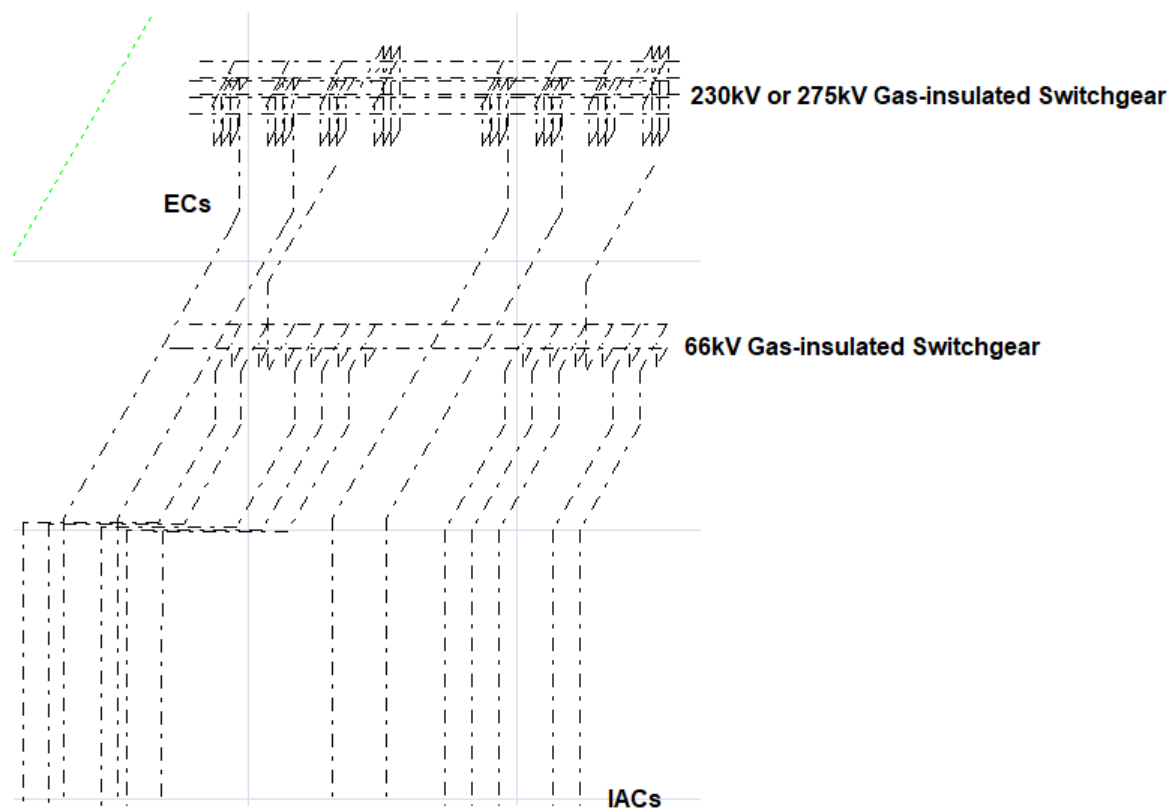 230kV or 275kV Gas-insulated Switchgear
ECs
66kV Gas-insulated Switchgear
IACs